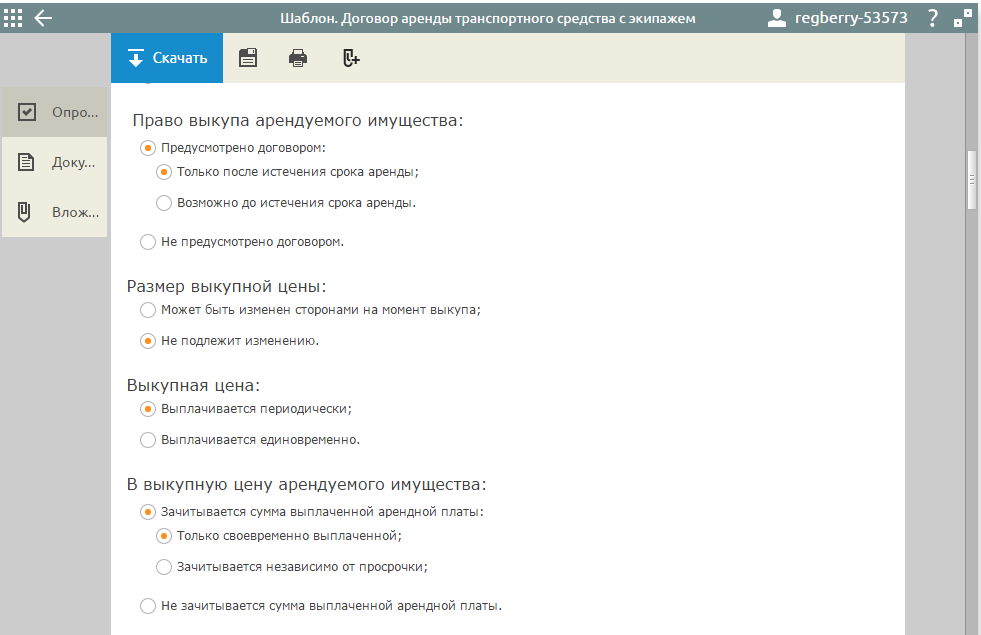 Шаблон. Договор аренды транспортного средства с экипажем
regberry-53573
?
Скачать
Опро...
Доку...
Влож...
Право выкупа арендуемого имущества:
Предусмотрено договором:
Только после истечения срока аренды;
Возможно до истечения срока аренды.
Не предусмотрено договором.
Размер выкупной цены:
Может быть изменен сторонами на момент выкупа;
Не подлежит изменению.
Выкупная цена:
Выплачивается периодически;
Выплачивается единовременно.
В выкупную цену арендуемого имущества:
Зачитывается сумма выплаченной арендной платы:
Только своевременно выплаченной;
Зачитывается независимо от просрочки;
Не зачитывается сумма выплаченной арендной платы.